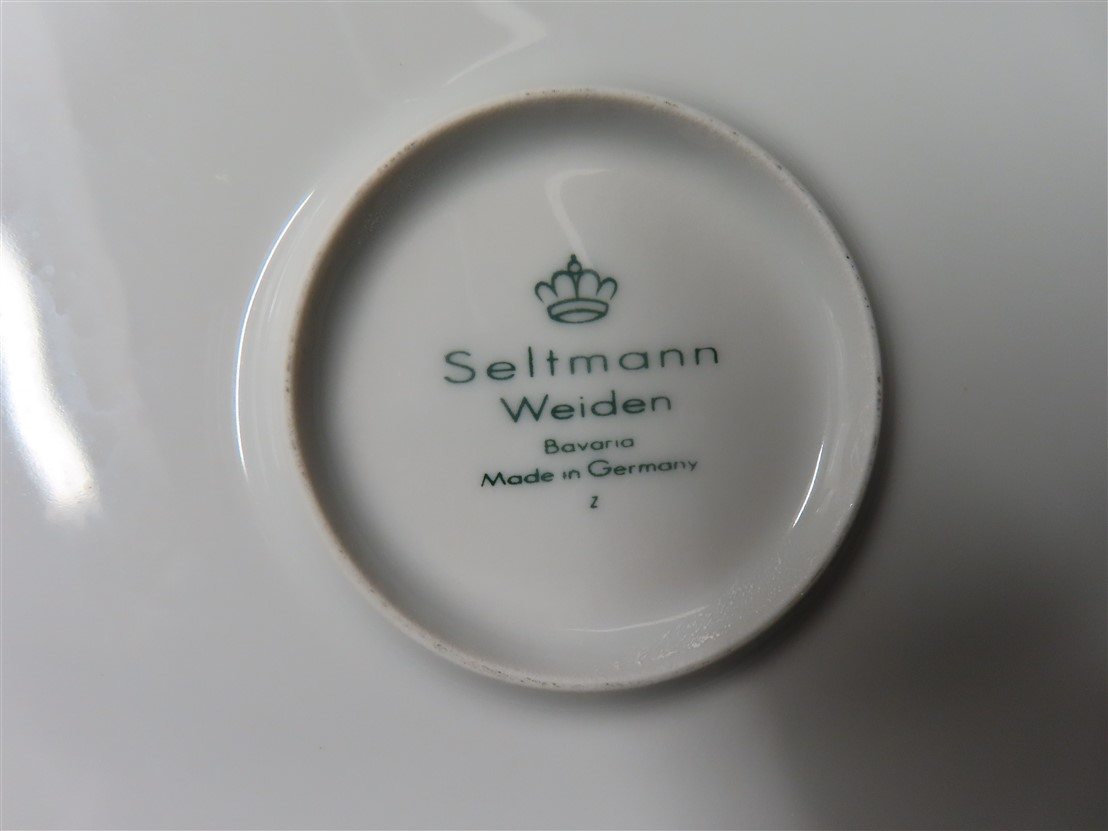 Seltmann
Weiden
Bavaria
Made in Germany
Z